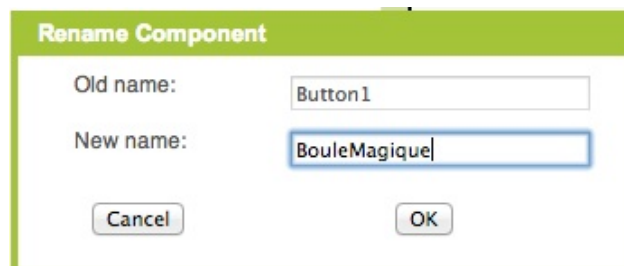 Rename Component
Old name: Button1
New name: BouleMagique
Cancel OK